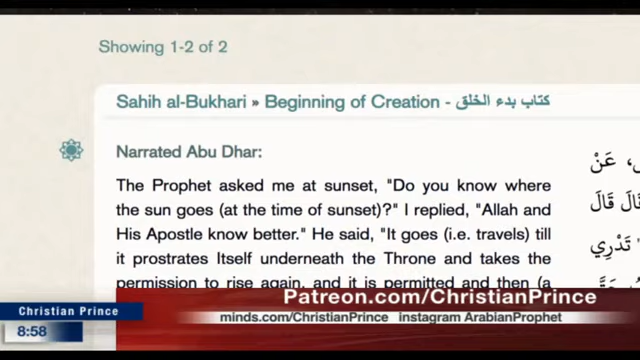 Showing 1-2 of 2
Sahih al-Bukhari » Beginning of Creation - كتاب بدء الخلق
Narrated Abu Dhar:
The Prophet asked me at sunset, "Do you know where
the sun goes (at the time of sunset)?" I replied, "Allah and
His Apostle know better." He said, "It goes (i.e. travels) till
it prostrates Itself underneath the Throne and takes the
permission to rise again, and it is permitted and then (a
عَنْ
قَالَ قَالَ
تَدْرِي
Patreon.com/ChristianPrince
Christian Prince
8:58
minds.com/ChristianPrince instagram ArabianProphet